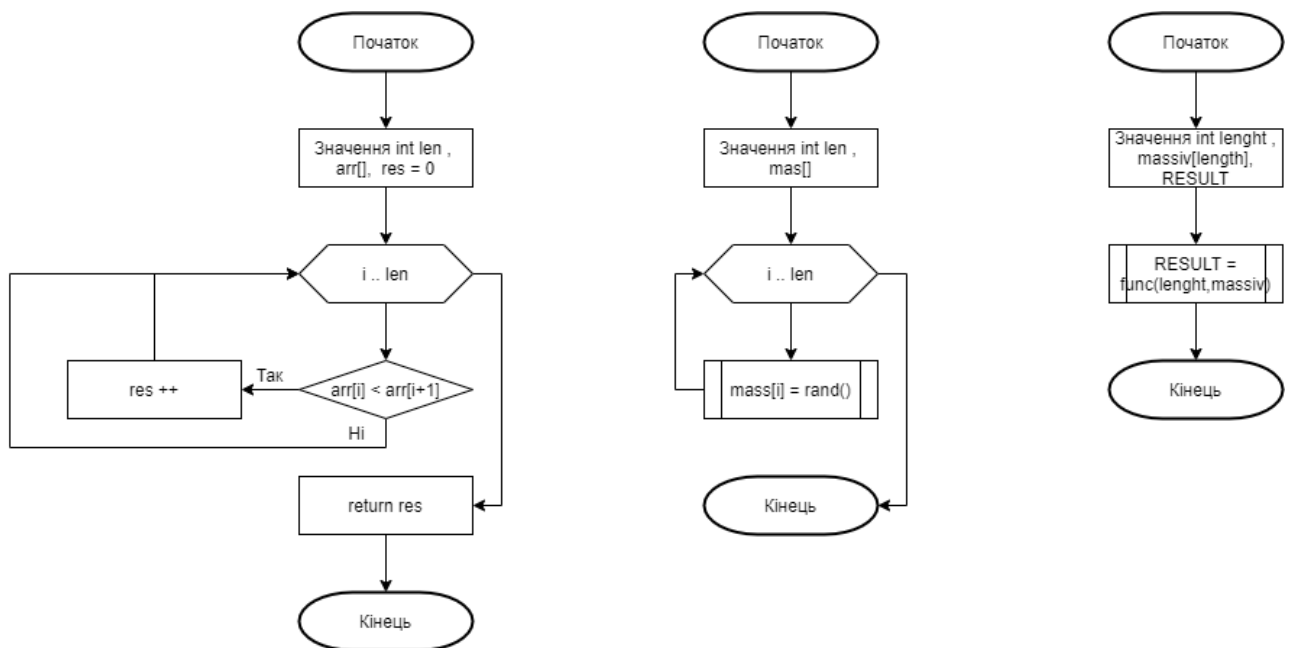 Початок
Значення int len ,
arr[], res = 0
i .. len
arr[i] < arr[i+1]
Так
res ++
Ні
return res
Кінець
Початок
Значення int len ,
mas[]
i .. len
mass[i] = rand()
Кінець
Початок
Значення int lenght ,
massiv[length],
RESULT
RESULT =
func(lenght,massiv)
Кінець